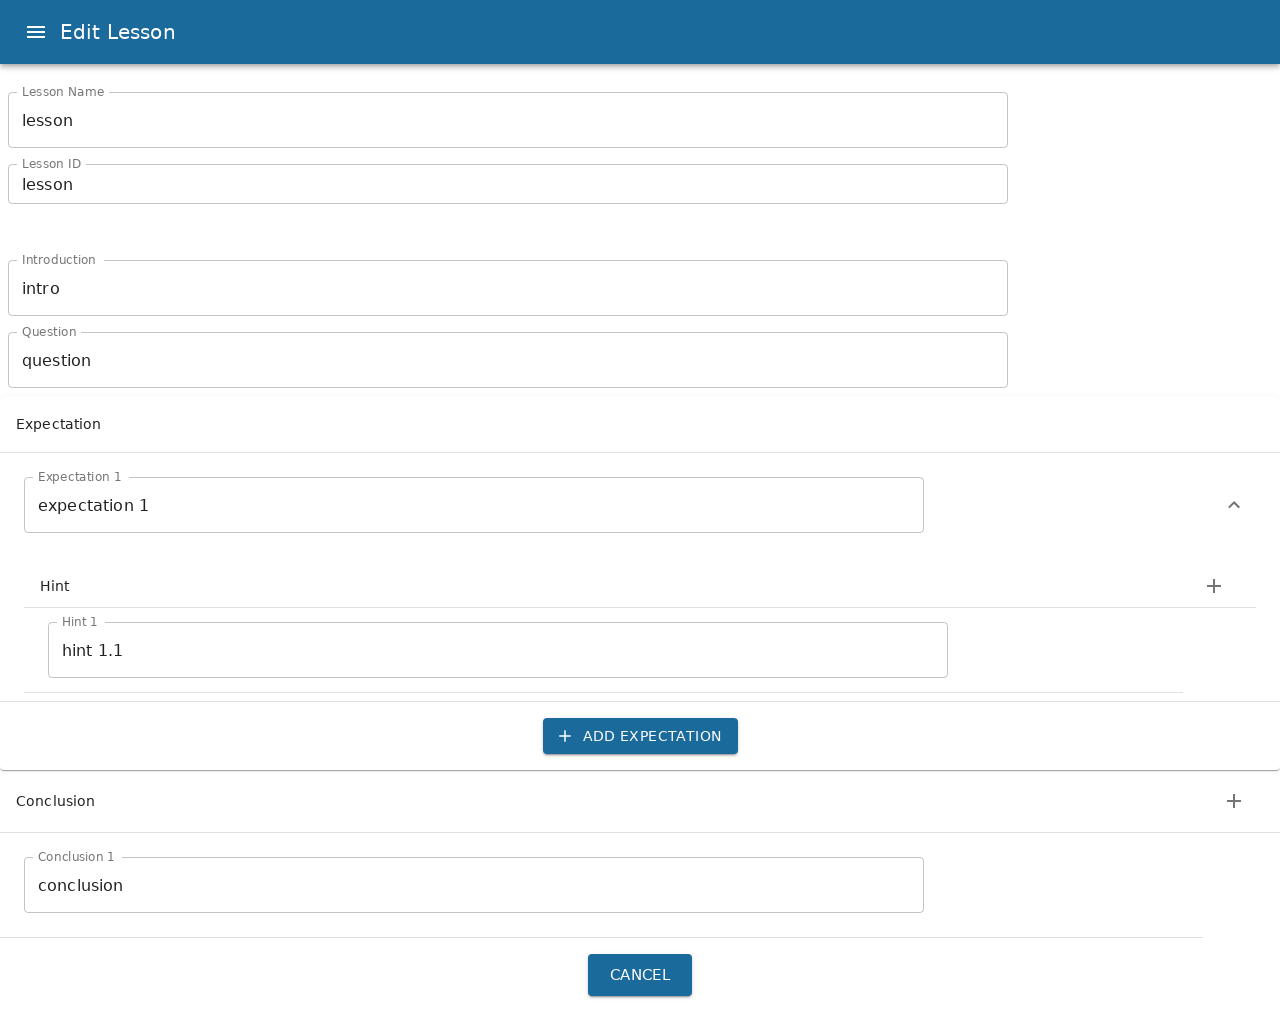 Edit Lesson
Lesson Name
lesson
Lesson ID
lesson
Introduction
intro
Question
question
Expectation
Expectation 1
expectation 1
Hint
Hint 1
hint 1.1
ADD EXPECTATION
Conclusion
Conclusion 1
conclusion
CANCEL